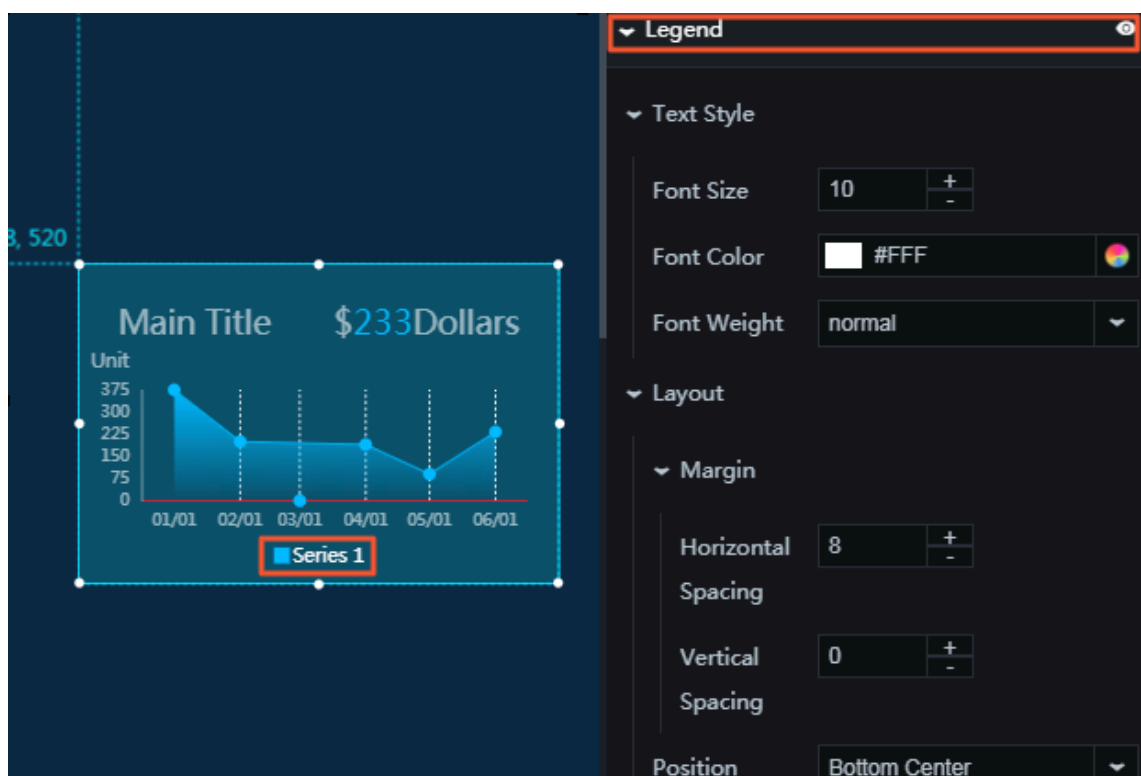 Legend
Text Style
Font Size 10 + -
Font Color #FFF
Font Weight normal
Layout
Margin
Horizontal Spacing 8 + -
Vertical Spacing 0 + -
Position Bottom Center
, 520
Main Title $233Dollars
Unit
375
300
225
150
75
0
01/01 02/01 03/01 04/01 05/01 06/01
Series 1